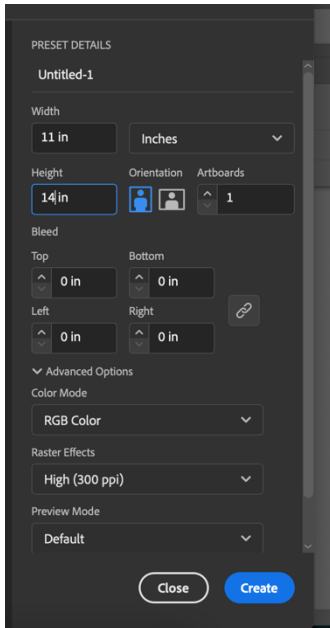 PRESET DETAILS
Untitled-1
Width
11 in Inches
Height Orientation Artboards
14 in 1
Bleed
Top Bottom
0 in 0 in
Left Right
0 in 0 in
Advanced Options
Color Mode
RGB Color
Raster Effects
High (300 ppi)
Preview Mode
Default
Close Create